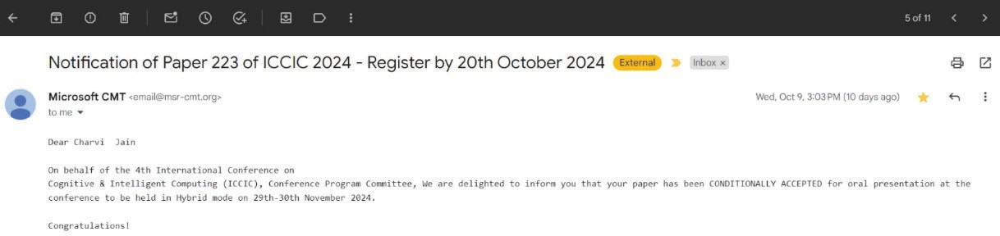 5 of 11
Notification of Paper 223 of ICCIC 2024 - Register by 20th October 2024 External Inbox ×
Microsoft CMT <email@msr-cmt.org> Wed, Oct 9, 3:03 PM (10 days ago)
to me
Dear Charvi  Jain
On behalf of the 4th International Conference on
Cognitive & Intelligent Computing (ICCIC), Conference Program Committee, We are delighted to inform you that your paper has been CONDITIONALLY ACCEPTED for oral presentation at the
conference to be held in Hybrid mode on 29th-30th November 2024.
Congratulations!